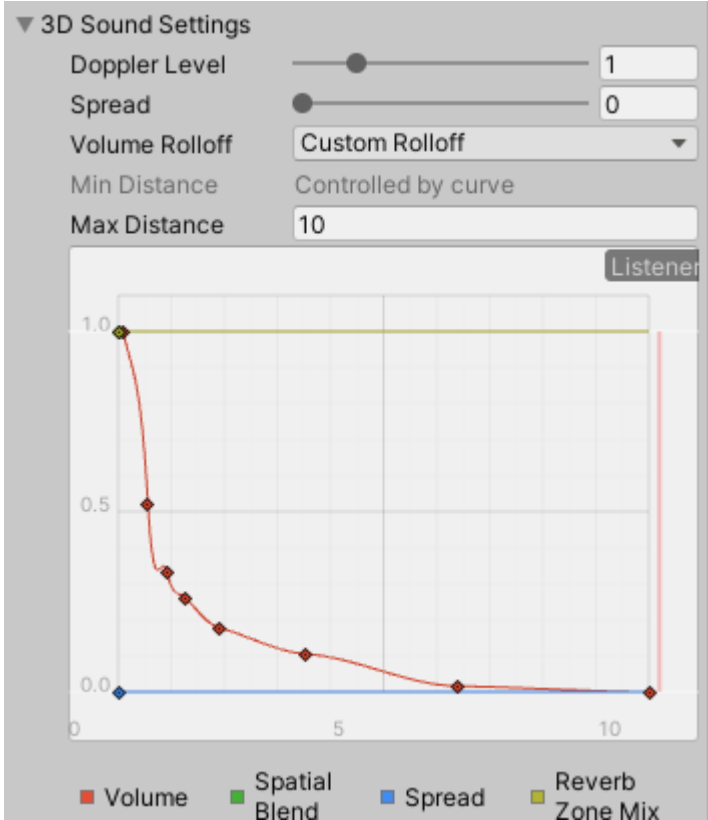 3D Sound Settings
Doppler Level 1
Spread 0
Volume Rolloff Custom Rolloff
Min Distance Controlled by curve
Max Distance 10
Listener
1.0
0.5
0.0
0 5 10
Volume Spatial Blend Spread Reverb Zone Mix